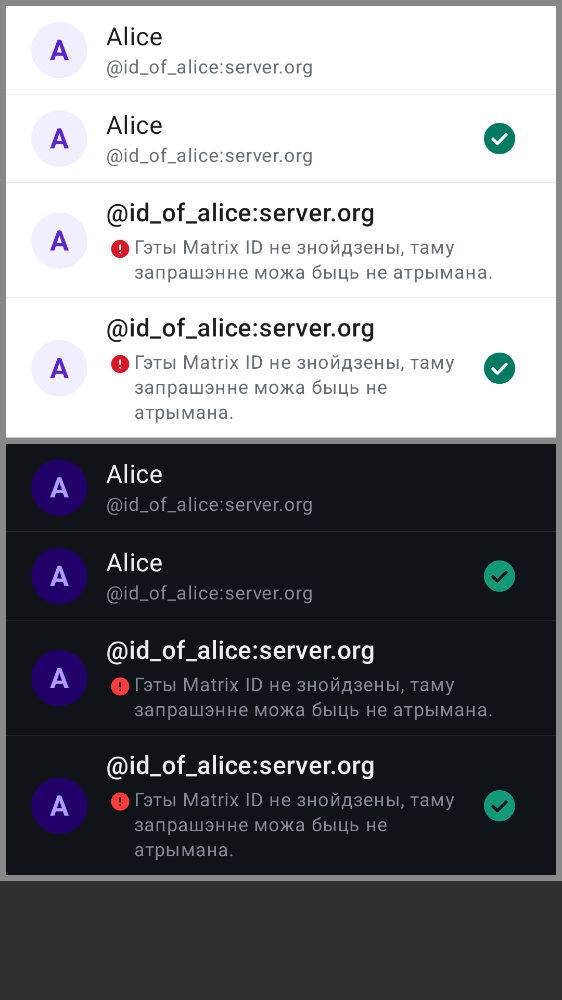 A
Alice
@id_of_alice:server.org
A
Alice
@id_of_alice:server.org
A
@id_of_alice:server.org
Гэты Matrix ID не знойдзены, таму
запрашэнне можа быць не атрымана.
A
@id_of_alice:server.org
Гэты Matrix ID не знойдзены, таму
запрашэнне можа быць не
атрымана.
A
Alice
@id_of_alice:server.org
A
Alice
@id_of_alice:server.org
A
@id_of_alice:server.org
Гэты Matrix ID не знойдзены, таму
запрашэнне можа быць не атрымана.
A
@id_of_alice:server.org
Гэты Matrix ID не знойдзены, таму
запрашэнне можа быць не
атрымана.